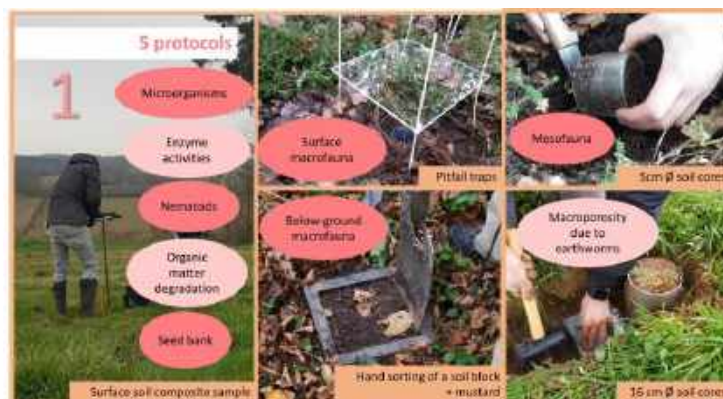 5 protocols
1
Microorganisms
Enzyme
activities
Nematods
Organic
matter
degradation
Seed bank
Surface soil composite sample
Surface
macrofauna
Pitfall traps
Mesofauna
5cm Ø soil cores
Below-ground
macrofauna
Hand sorting of a soil block
+ mustard
Macroporosity
due to
earthworms
16 cm Ø soil cores